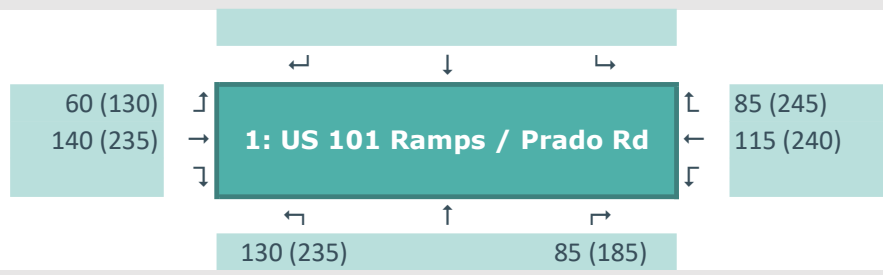 60 (130)
140 (235)
1: US 101 Ramps / Prado Rd
85 (245)
115 (240)
130 (235) 85 (185)